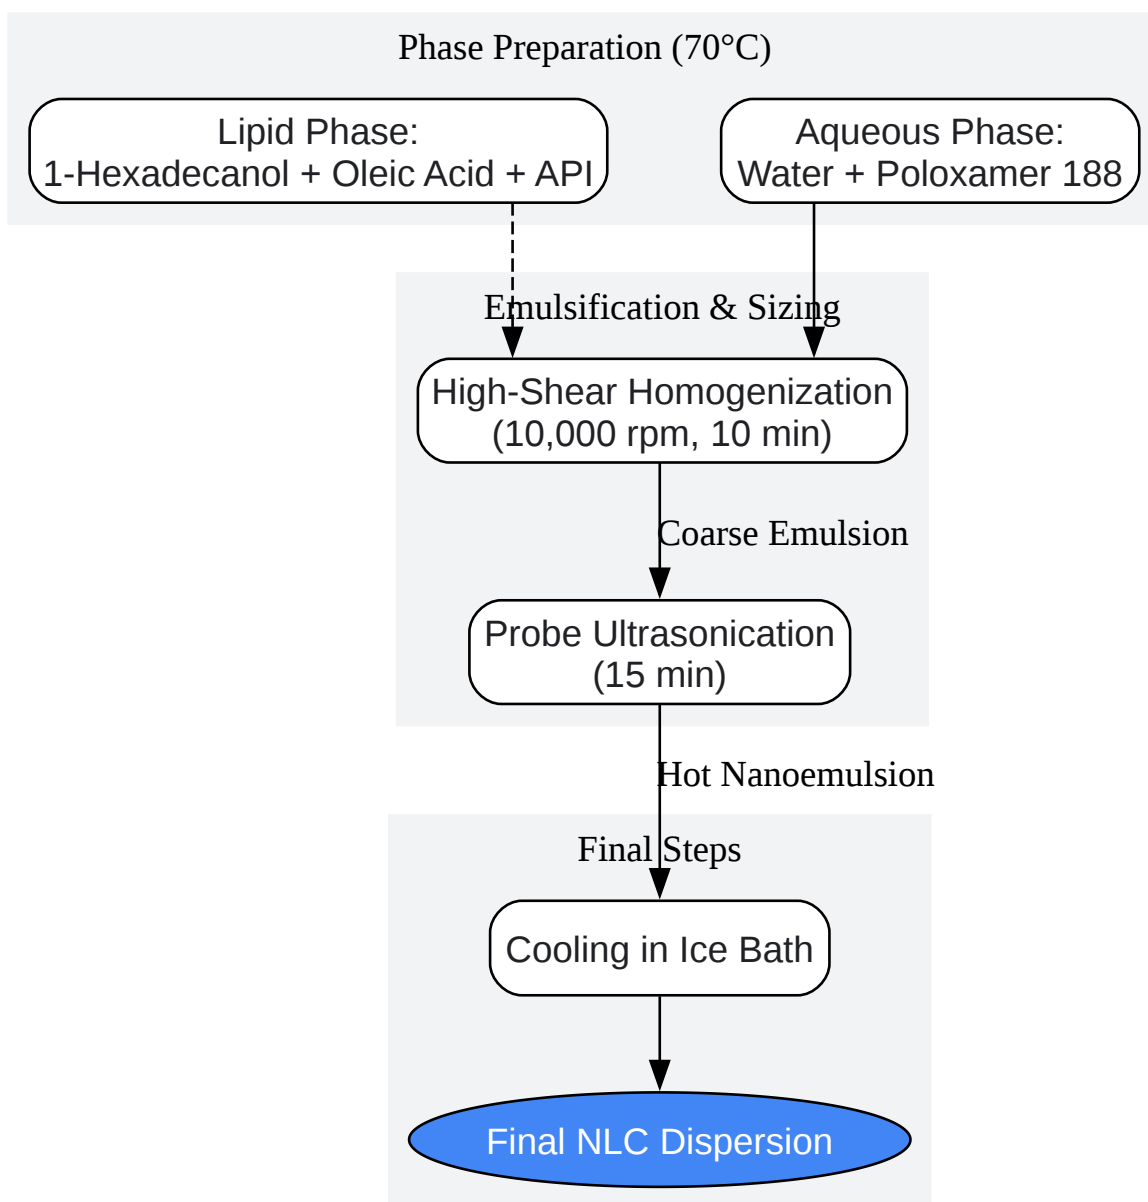 Phase Preparation (70°C)
Lipid Phase:
1-Hexadecanol + Oleic Acid + API
Aqueous Phase:
Water + Poloxamer 188
Emulsification & Sizing
High-Shear Homogenization
(10,000 rpm, 10 min)
Coarse Emulsion
Probe Ultrasonication
(15 min)
Hot Nanoemulsion
Final Steps
Cooling in Ice Bath
Final NLC Dispersion